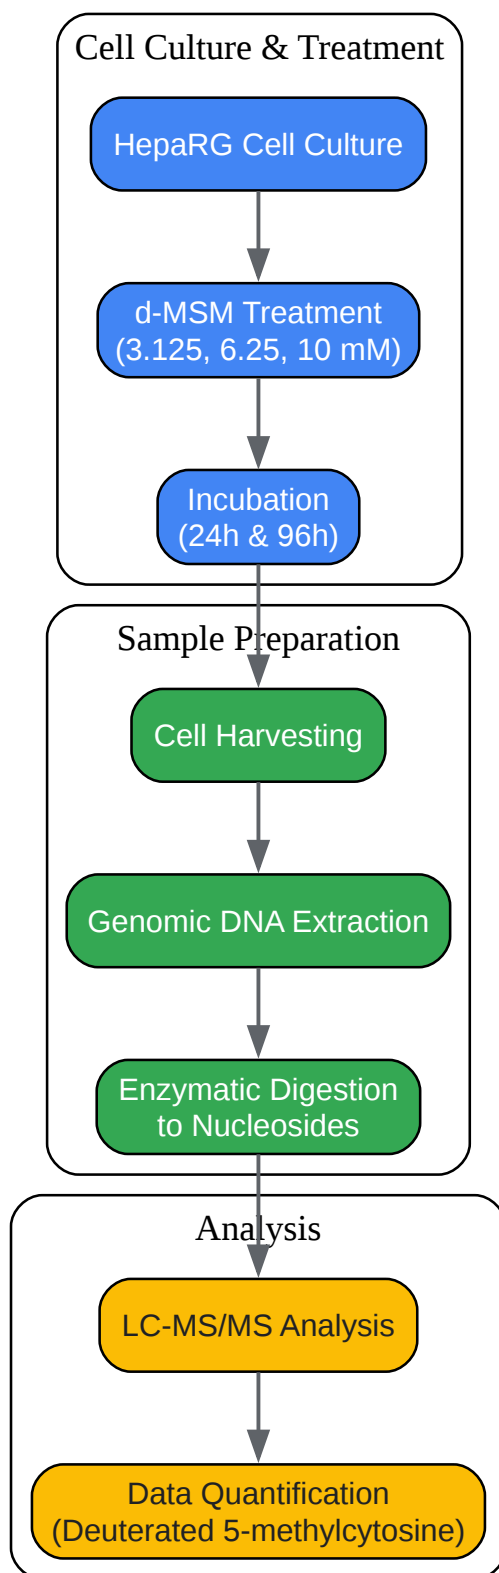 Cell Culture & Treatment
HepaRG Cell Culture
d-MSM Treatment
(3.125, 6.25, 10 mM)
Incubation
(24h & 96h)
Sample Preparation
Cell Harvesting
Genomic DNA Extraction
Enzymatic Digestion
to Nucleosides
Analysis
LC-MS/MS Analysis
Data Quantification
(Deuterated 5-methylcytosine)